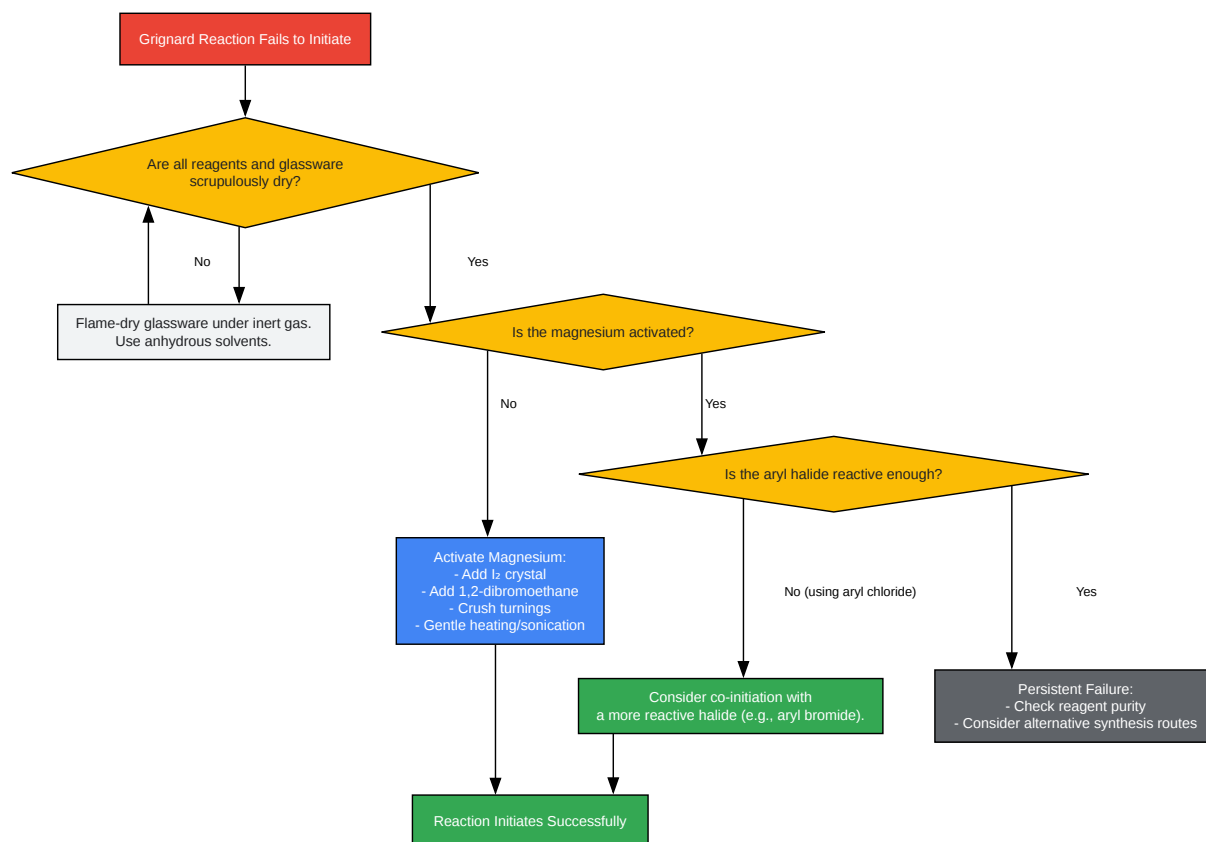 Grignard Reaction Fails to Initiate
Are all reagents and glassware
scrupulously dry?
No
Yes
Flame-dry glassware under inert gas.
Use anhydrous solvents.
Is the magnesium activated?
No
Yes
Is the aryl halide reactive enough?
Activate Magnesium:
- Add I₂ crystal
- Add 1,2-dibromoethane
- Crush turnings
- Gentle heating/sonication
No (using aryl chloride)
Yes
Consider co-initiation with
a more reactive halide (e.g., aryl bromide).
Persistent Failure:
- Check reagent purity
- Consider alternative synthesis routes
Reaction Initiates Successfully